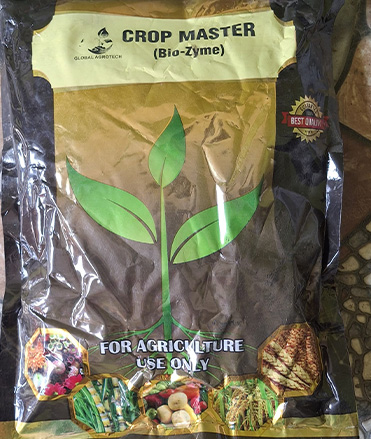 CROP MASTER
(Bio-Zyme)
GLOBAL AGROTECH
BEST QUALITY
FOR AGRICULTURE
USE ONLY